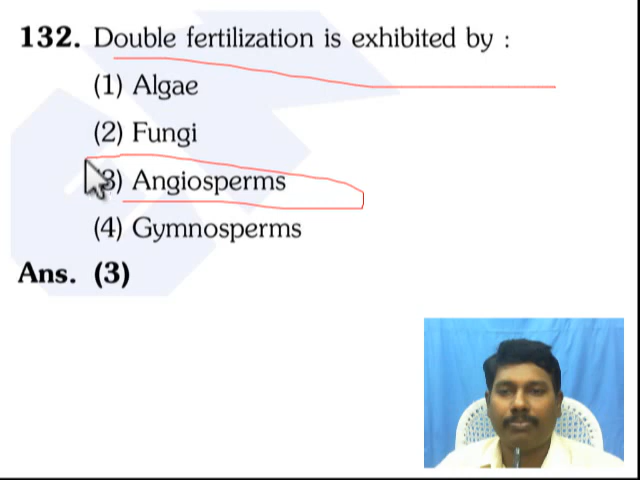 132. Double fertilization is exhibited by :
(1) Algae
(2) Fungi
(3) Angiosperms
(4) Gymnosperms
Ans. (3)